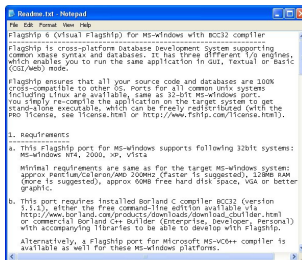 Readme.txt - Notepad
File Edit Format View Help
FlagShip 6 (Visual FlagShip) for MS-Windows with BCC32 compiler
---------------------------------------------------------------
FlagShip is cross-platform Database Development System supporting
common xBase syntax and databases. It has three different i/o engines,
which enables you to run the same application in GUI, Textual or Basic
(CGI/Web) mode.
FlagShip ensures that all your source code and databases are 100%
cross-compatible to other OS. Ports for all common Unix systems
including Linux are available, same as 32-bit MS-Windows port.
You simply re-compile the application on the target system to get
stand-alone executable, which can be freely redistributed (with the
PRO license, see license.html or http://www.fship.com/license.html).
1. Requirements
---------------
a. This FlagShip port for MS-Windows supports following 32bit systems:
MS-Windows NT4, 2000, XP, Vista
Minimal requirements are same as for the target MS-Windows system:
approx Pentium/Celeron/AMD 200MHz (faster is suggested), 128MB RAM
(more is suggested), approx 60MB free hard disk space, VGA or better
graphic.
b. This port requires installed Borland C compiler BCC32 (version
5.5.1), either the free command-line edition available via
http://www.borland.com/products/downloads/download_cbuilder.html
or commercial Borland C++ Builder (Enterprise, Developer, Personal)
with accompanying libraries to be able to develop with FlagShip.
Alternatively, a FlagShip port for Microsoft MS-VC6++ compiler is
available as well for these MS-Windows platforms.